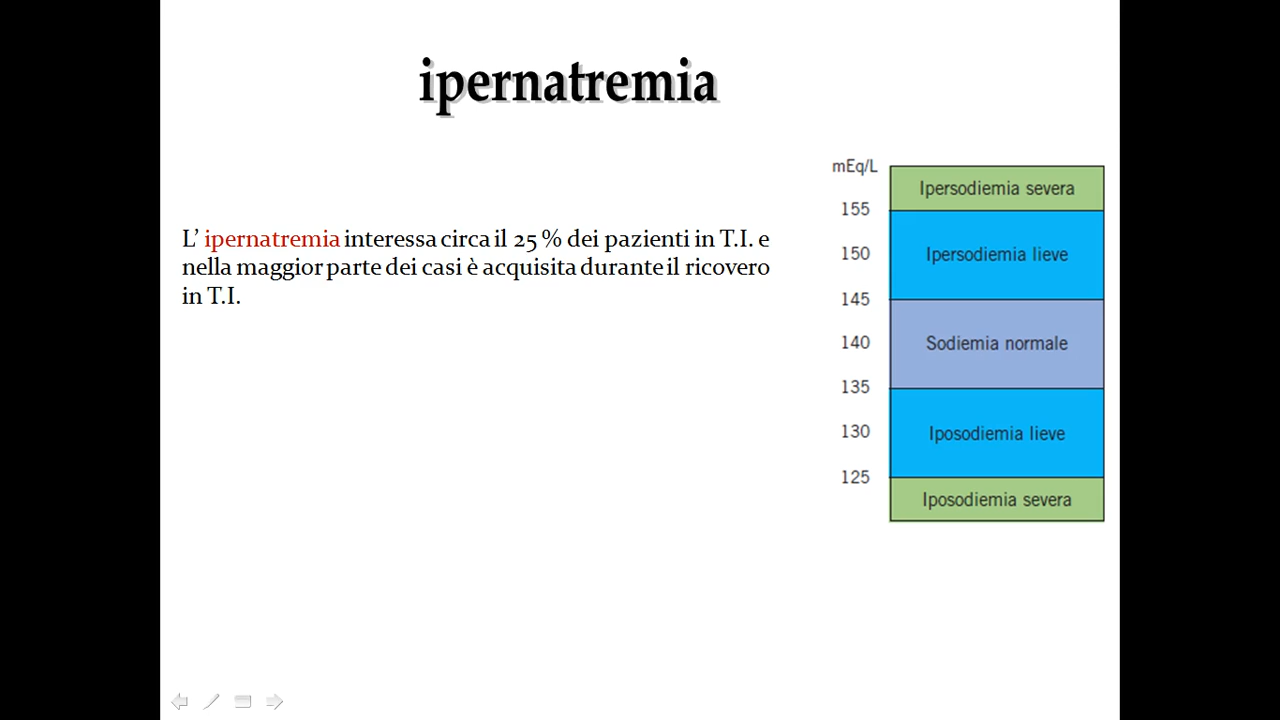 ipernatremia
L' ipernatremia interessa circa il 25 % dei pazienti in T.I. e
nella maggior parte dei casi è acquisita durante il ricovero
in T.I.
mEq/L
Ipersodiemia severa
155
150
Ipersodiemia lieve
145
140
Sodiemia normale
135
130
Iposodiemia lieve
125
Iposodiemia severa